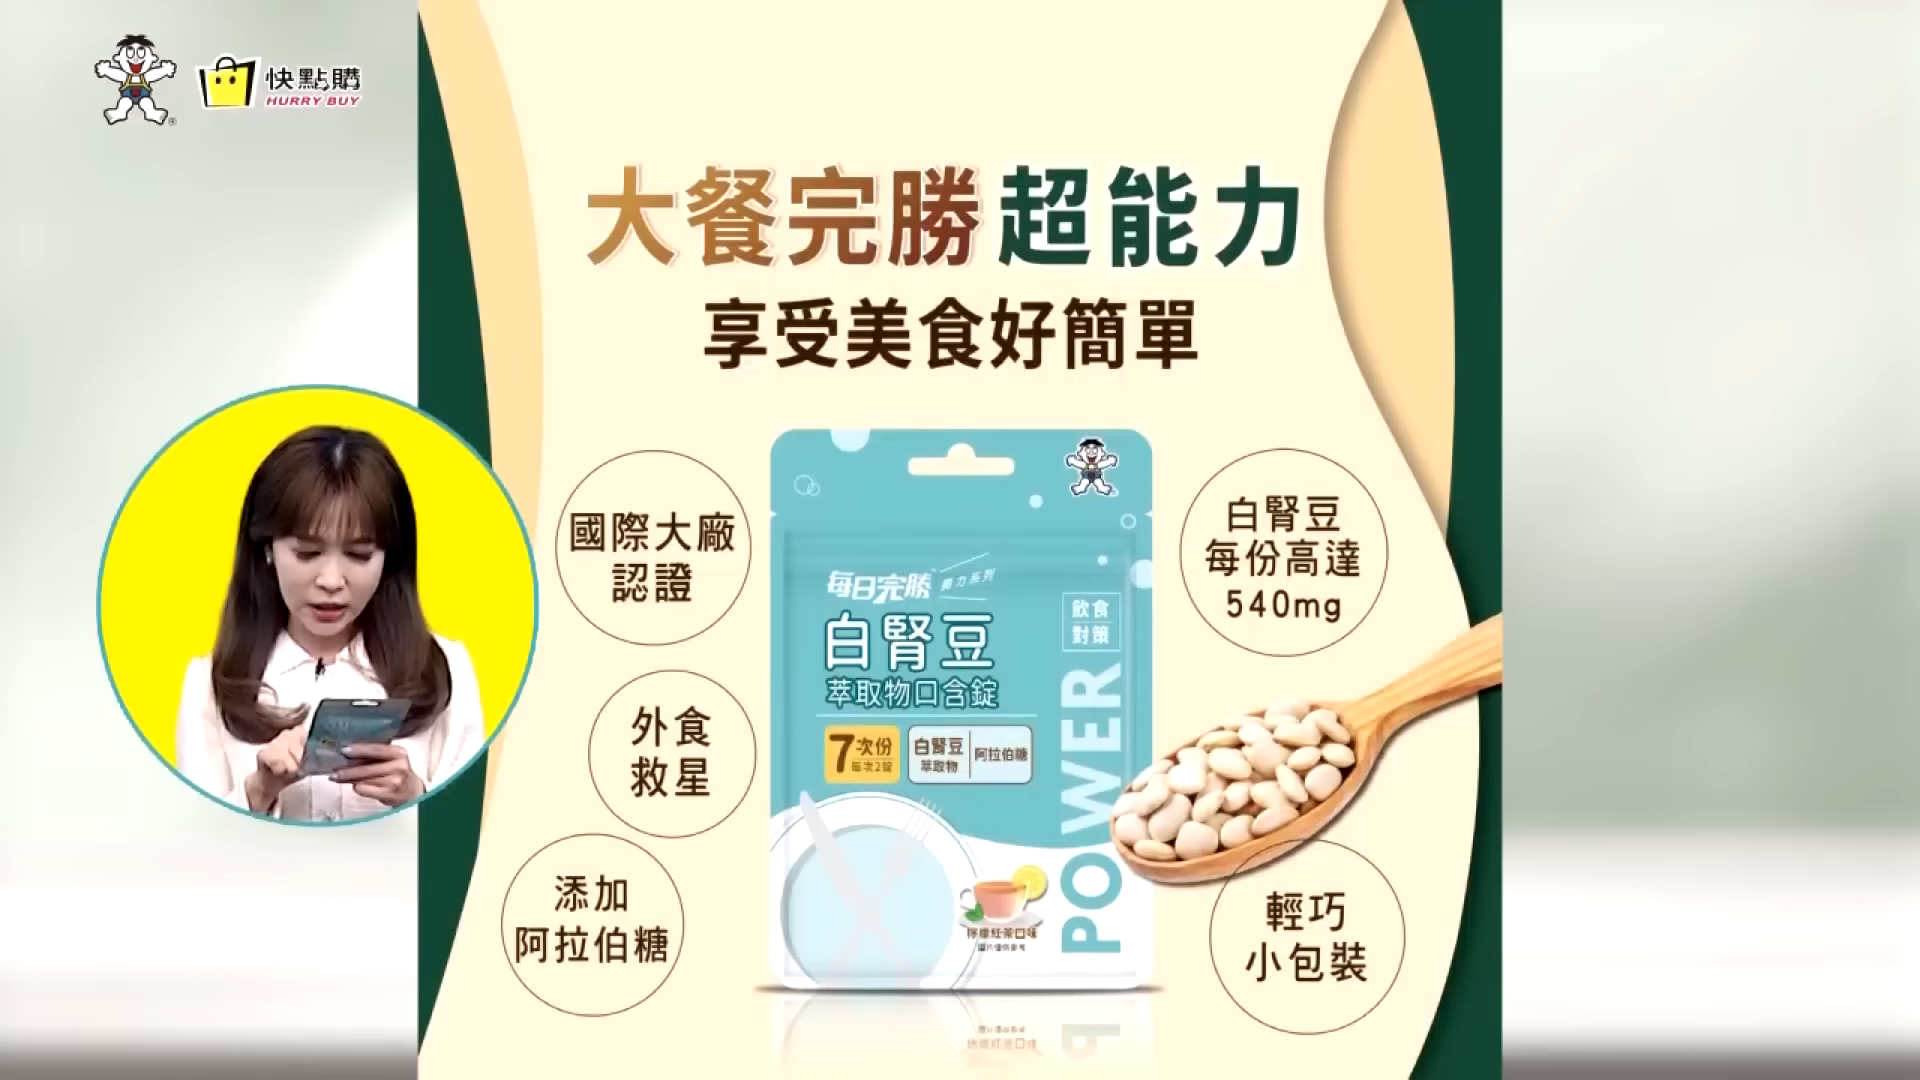 快點購
HURRY BUY
大餐完勝超能力
享受美食好簡單
國際大廠
認證
外食
救星
添加
阿拉伯糖
每日完勝
白腎豆
萃取物口含錠
7次份
每次2錠
白腎豆
萃取物
阿拉伯糖
飲食
對策
POWER
檸檬紅茶口味
白腎豆
每份高達
540mg
輕巧
小包裝